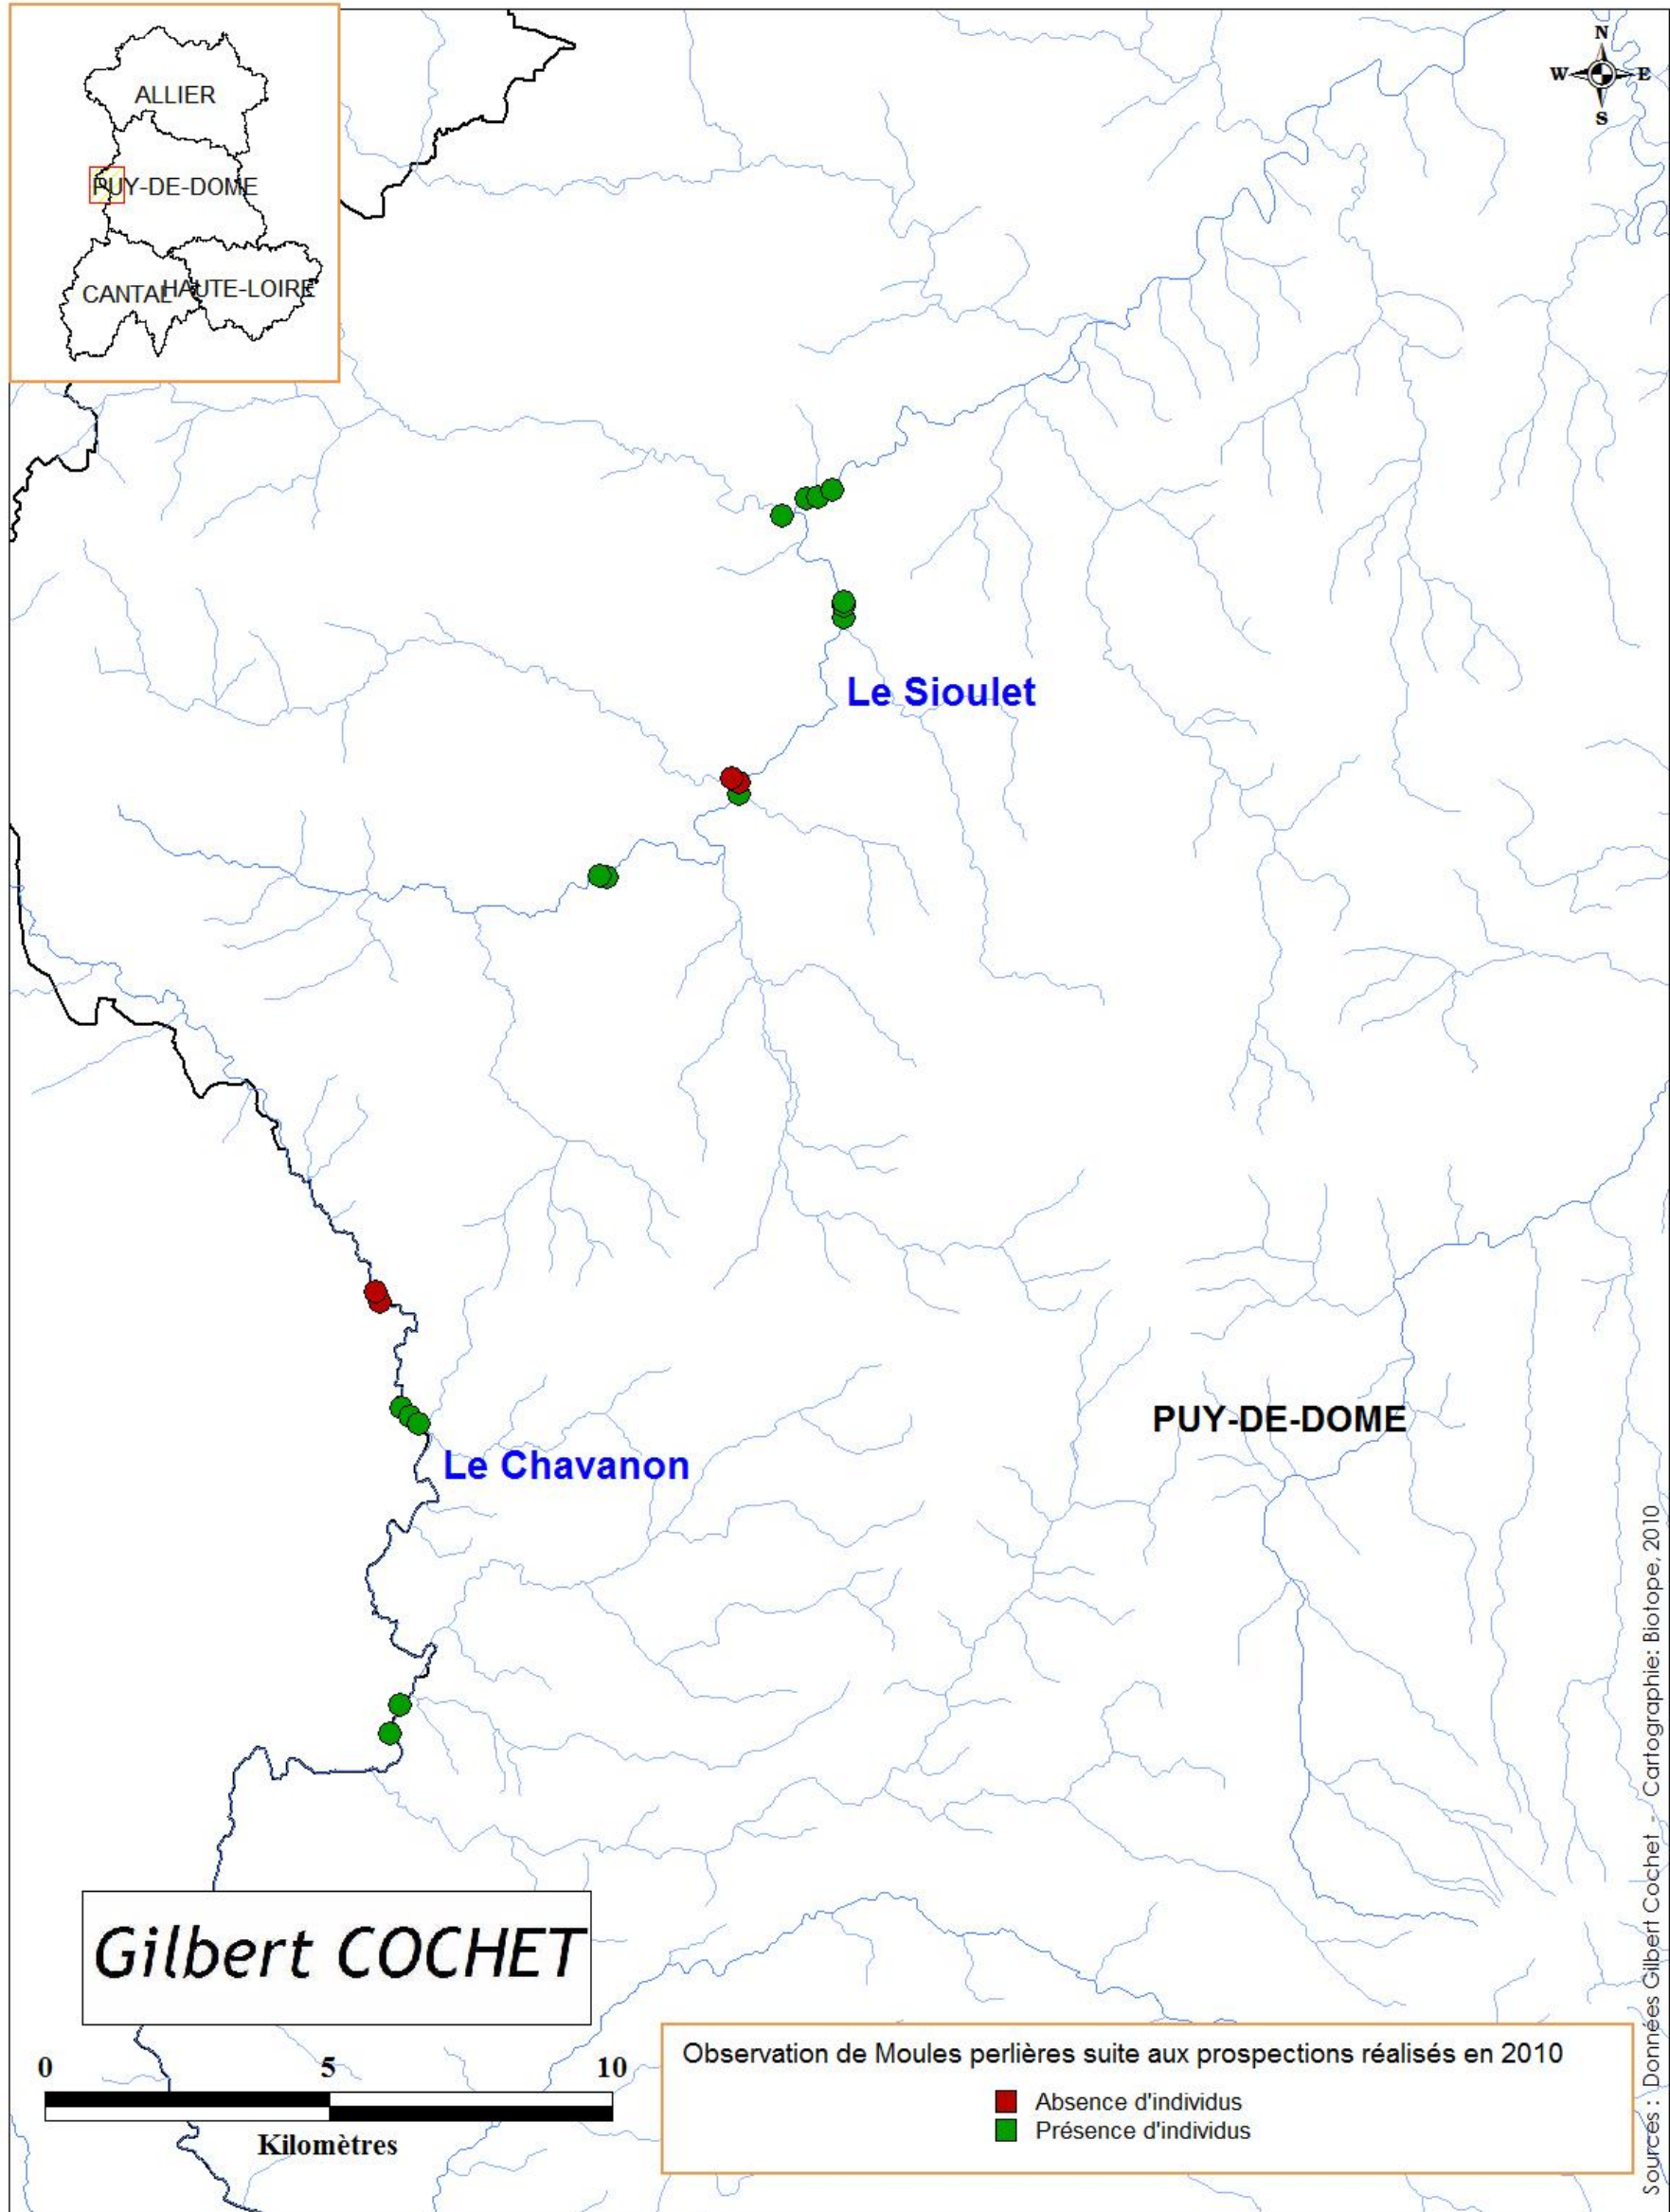 ALLIER
PUY-DE-DOME
CANTAL
HAUTE-LOIRE
N
W
E
S
Le Sioulet
Le Chavanon
PUY-DE-DOME
Gilbert COCHET
0 5 10
Kilomètres
Observation de Moules perlières suite aux prospections réalisés en 2010
Absence d'individus
Présence d'individus
Sources : Données Gilbert Cochet - Cartographie: Biotope, 2010